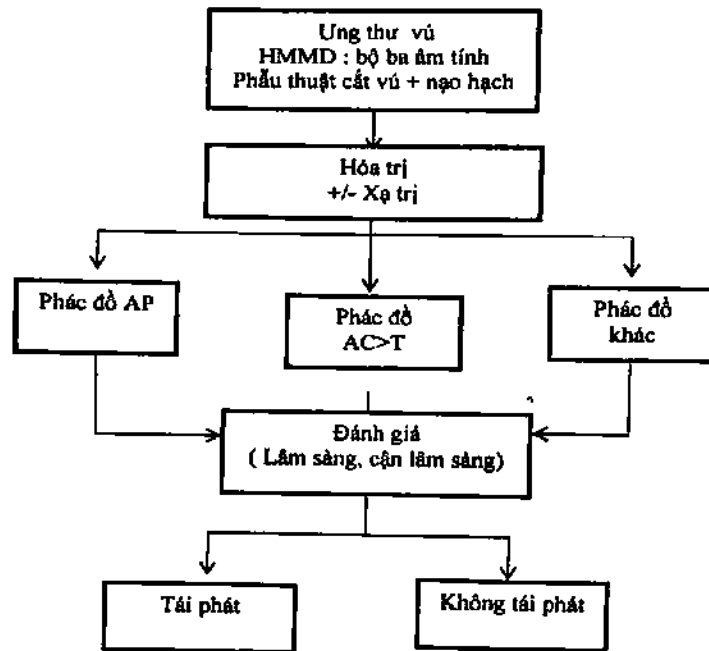 Ung thư vú
HMMD : bộ ba âm tính
Phẫu thuật cắt vú + nạo hạch
Hóa trị
+/- Xạ trị
Phác đồ AP
Phác đồ
AC>T
Phác đồ
khác
Đánh giá
( Lâm sàng, cận lâm sàng)
Tái phát
Không tái phát